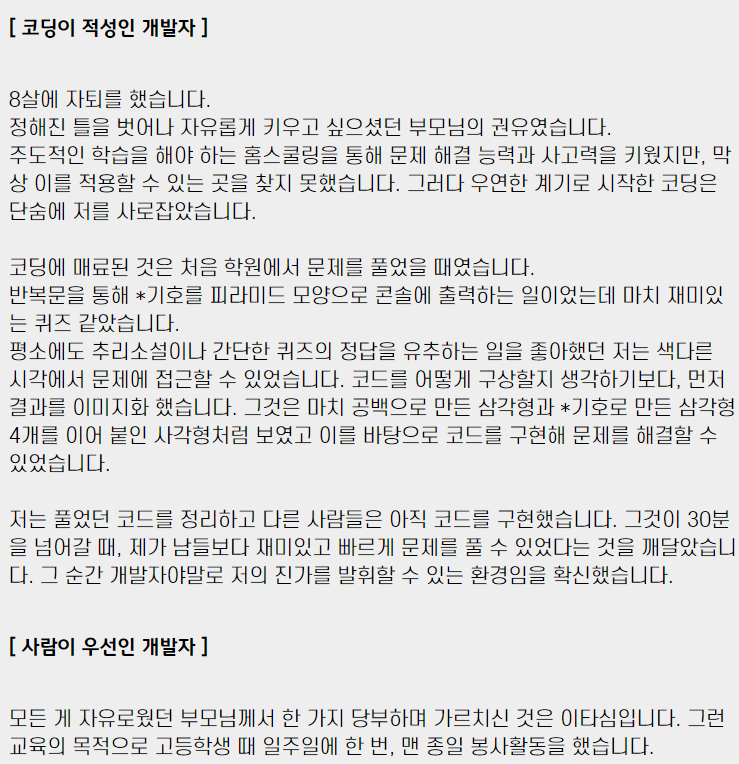 [ 코딩이 적성인 개발자 ]
8살에 자퇴를 했습니다.
정해진 틀을 벗어나 자유롭게 키우고 싶으셨던 부모님의 권유였습니다.
주도적인 학습을 해야 하는 홈스쿨링을 통해 문제 해결 능력과 사고력을 키웠지만, 막
상 이를 적용할 수 있는 곳을 찾지 못했습니다. 그러다 우연한 계기로 시작한 코딩은
단숨에 저를 사로잡았습니다.
코딩에 매료된 것은 처음 학원에서 문제를 풀었을 때였습니다.
반복문을 통해 *기호를 피라미드 모양으로 콘솔에 출력하는 일이었는데 마치 재미있
는 퀴즈 같았습니다.
평소에도 추리소설이나 간단한 퀴즈의 정답을 유추하는 일을 좋아했던 저는 색다른
시각에서 문제에 접근할 수 있었습니다. 코드를 어떻게 구상할지 생각하기보다, 먼저
결과를 이미지화 했습니다. 그것은 마치 공백으로 만든 삼각형과 *기호로 만든 삼각형
4개를 이어 붙인 사각형처럼 보였고 이를 바탕으로 코드를 구현해 문제를 해결할 수
있었습니다.
저는 풀었던 코드를 정리하고 다른 사람들은 아직 코드를 구현했습니다. 그것이 30분
을 넘어갈 때, 제가 남들보다 재미있고 빠르게 문제를 풀 수 있었다는 것을 깨달았습니
다. 그 순간 개발자야말로 저의 진가를 발휘할 수 있는 환경임을 확신했습니다.
[ 사람이 우선인 개발자 ]
모든 게 자유로웠던 부모님께서 한 가지 당부하며 가르치신 것은 이타심입니다. 그런
교육의 목적으로 고등학생 때 일주일에 한 번, 맨 종일 봉사활동을 했습니다.